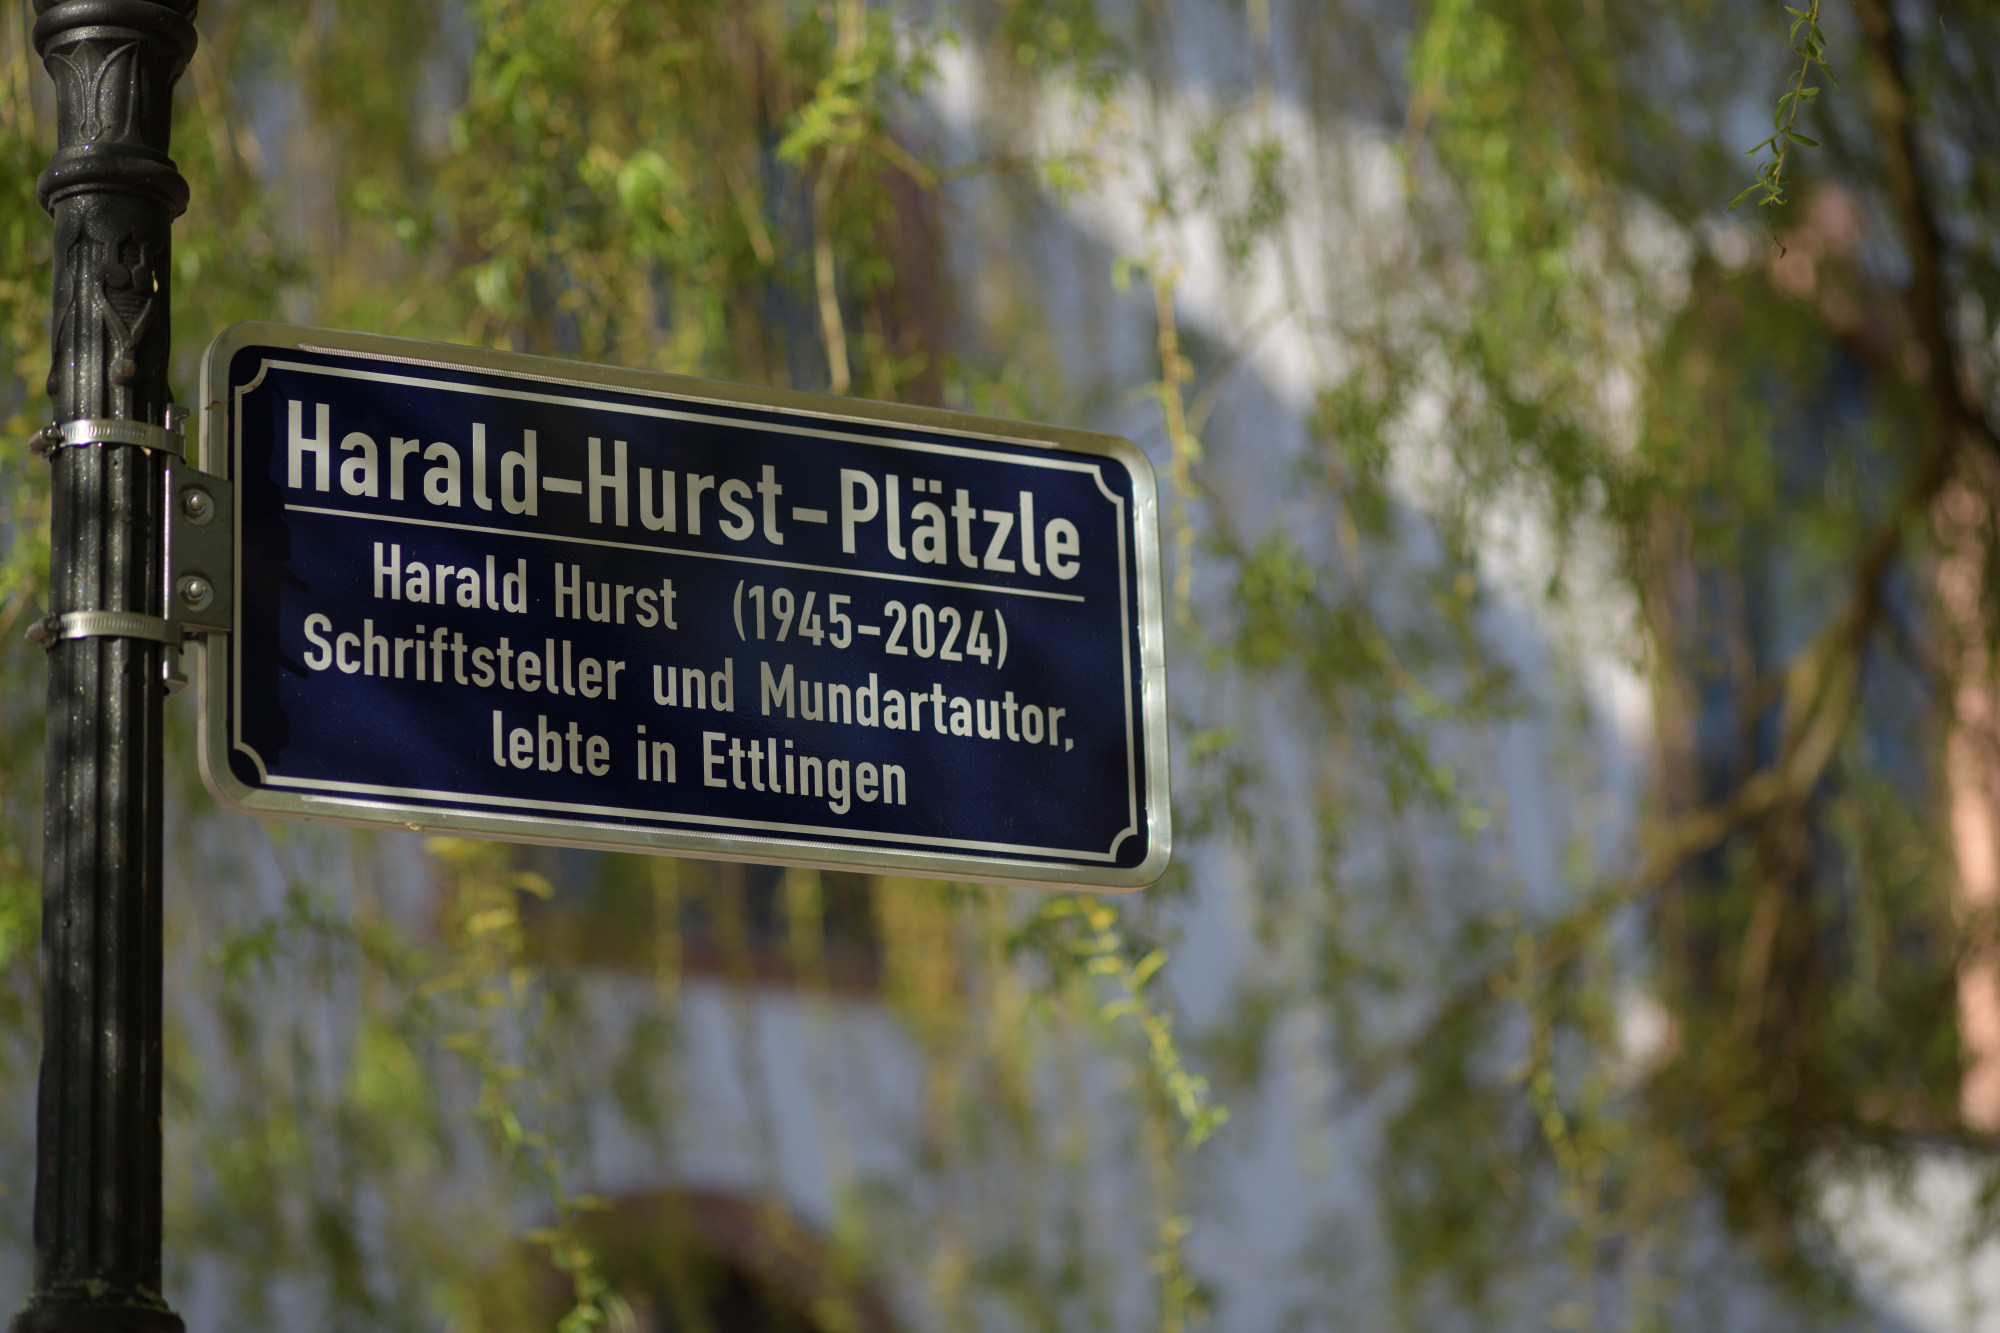 Harald-Hurst-Plätzle
Harald Hurst (1945-2024)
Schriftsteller und Mundartautor,
lebte in Ettlingen